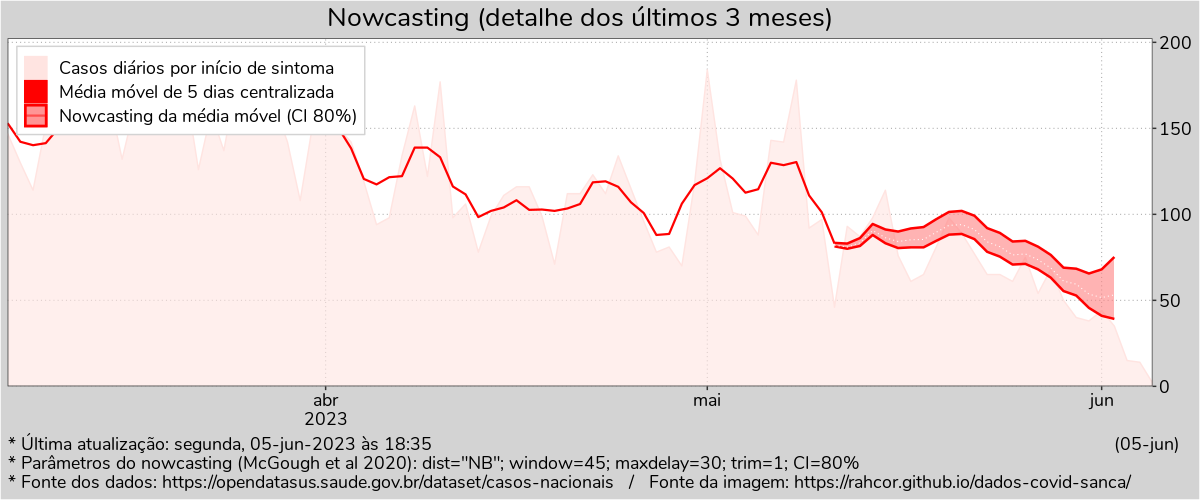 Nowcasting (detalhe dos últimos 3 meses)
Casos diários por início de sintoma
Média móvel de 5 dias centralizada
Nowcasting da média móvel (CI 80%)
200
150
100
50
0
abr
2023
mai
jun
* Última atualização: segunda, 05-jun-2023 às 18:35
(05-jun)
* Parâmetros do nowcasting (McGough et al 2020): dist="NB"; window=45; maxdelay=30; trim=1; CI=80%
* Fonte dos dados: https://opendatasus.saude.gov.br/dataset/casos-nacionais / Fonte da imagem: https://rahcor.github.io/dados-covid-sanca/